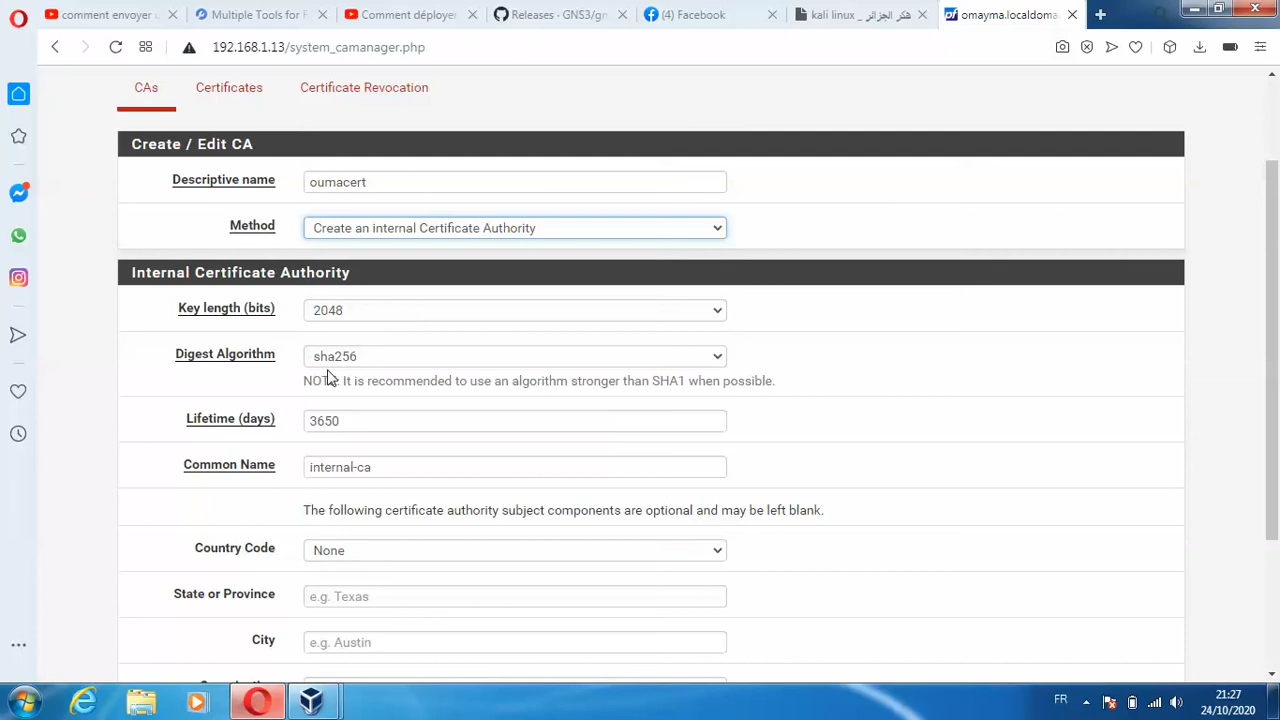 comment envoyer
Multiple Tools for F
Comment déploye
Releases · GNS3/gn
(4) Facebook
kali linux _ هكر الجزائر
omayma.localdoma
192.168.1.13/system_camanager.php
CAs
Certificates
Certificate Revocation
Create / Edit CA
Descriptive name
oumacert
Method
Create an internal Certificate Authority
Internal Certificate Authority
Key length (bits)
2048
Digest Algorithm
sha256
NOTE: It is recommended to use an algorithm stronger than SHA1 when possible.
Lifetime (days)
3650
Common Name
internal-ca
The following certificate authority subject components are optional and may be left blank.
Country Code
None
State or Province
e.g. Texas
City
e.g. Austin
FR
21:27
24/10/2020